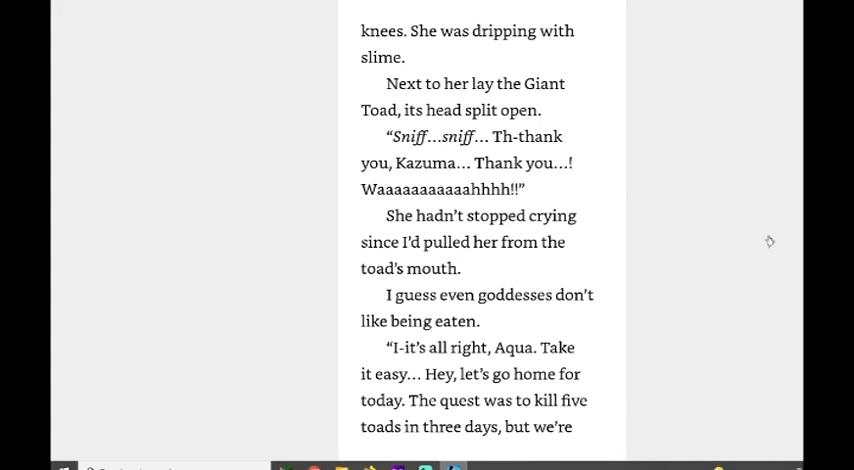 knees. She was dripping with
slime.
Next to her lay the Giant
Toad, its head split open.
“Sniff…sniff… Th-thank
you, Kazuma… Thank you…!
Waaaaaaaaaaahhhh!!”
She hadn’t stopped crying
since I’d pulled her from the
toad’s mouth.
I guess even goddesses don’t
like being eaten.
“I-it’s all right, Aqua. Take
it easy… Hey, let’s go home for
today. The quest was to kill five
toads in three days, but we’re